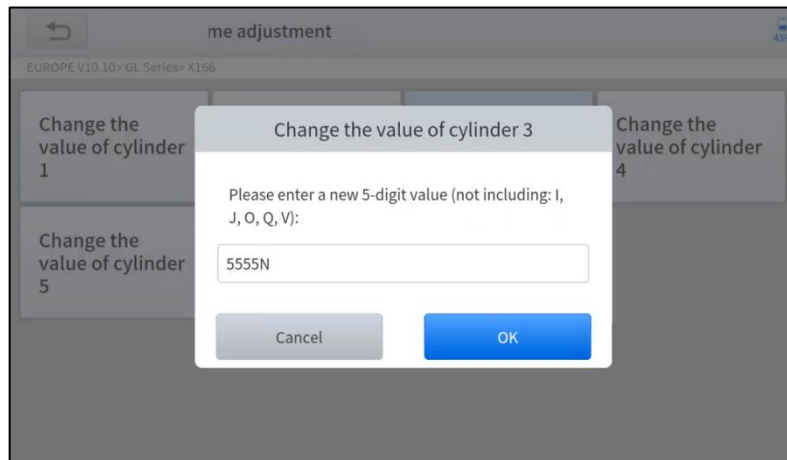 me adjustment
43%
EUROPE V10.10> GL Series> X166
Change the
value of cylinder
1
Change the
value of cylinder
4
Change the
value of cylinder
5
Change the value of cylinder 3
Please enter a new 5-digit value (not including: I,
J, O, Q, V):
5555N
Cancel
OK